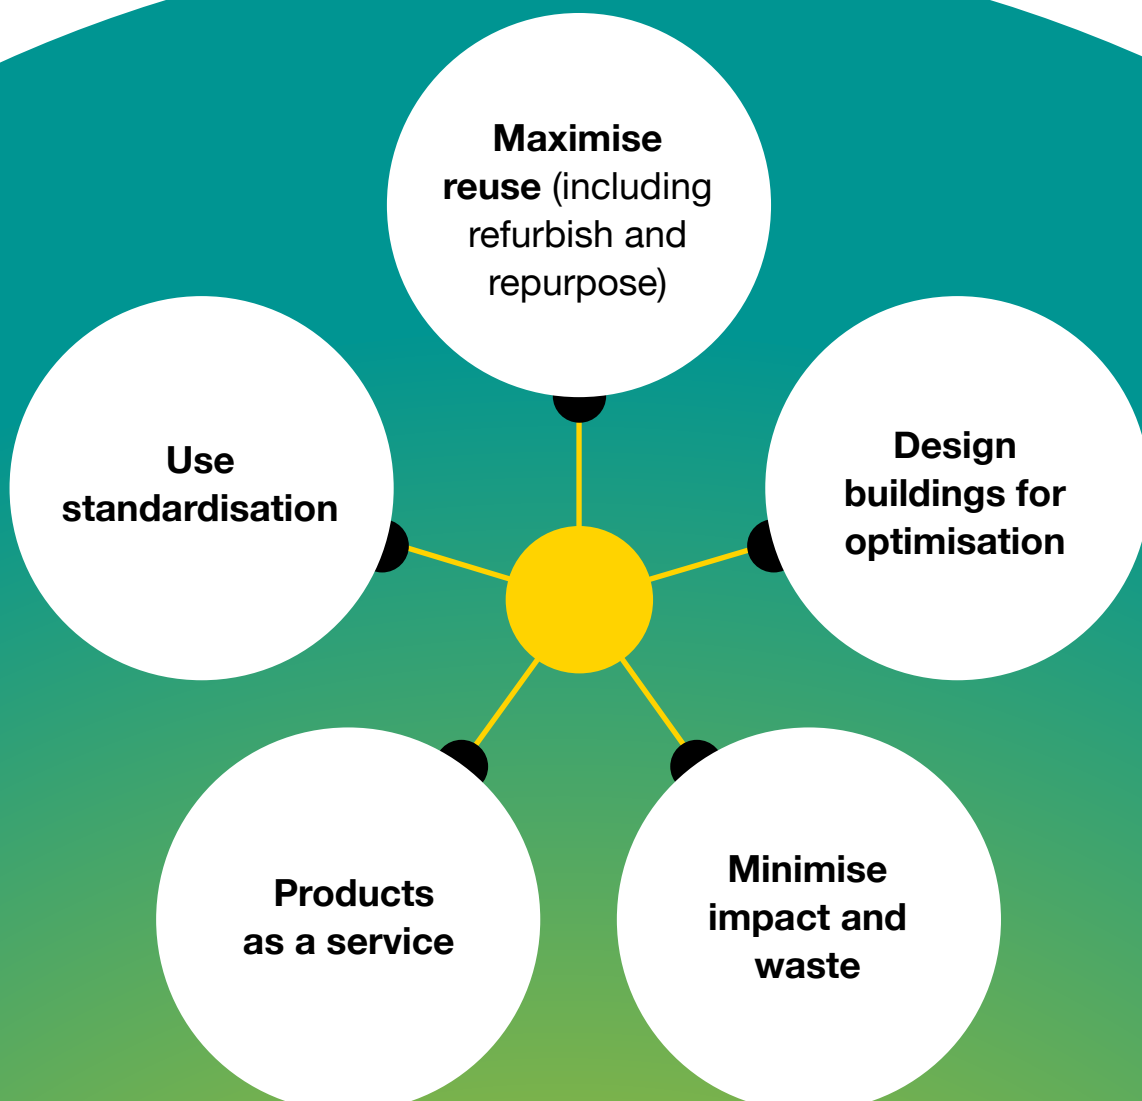 Maximise
reuse (including
refurbish and
repurpose)
Use
standardisation
Design
buildings for
optimisation
Products
as a service
Minimise
impact and
waste